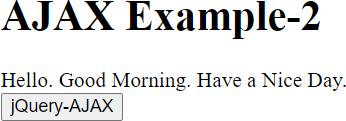 AJAX Example-2
Hello. Good Morning. Have a Nice Day.
jQuery-AJAX